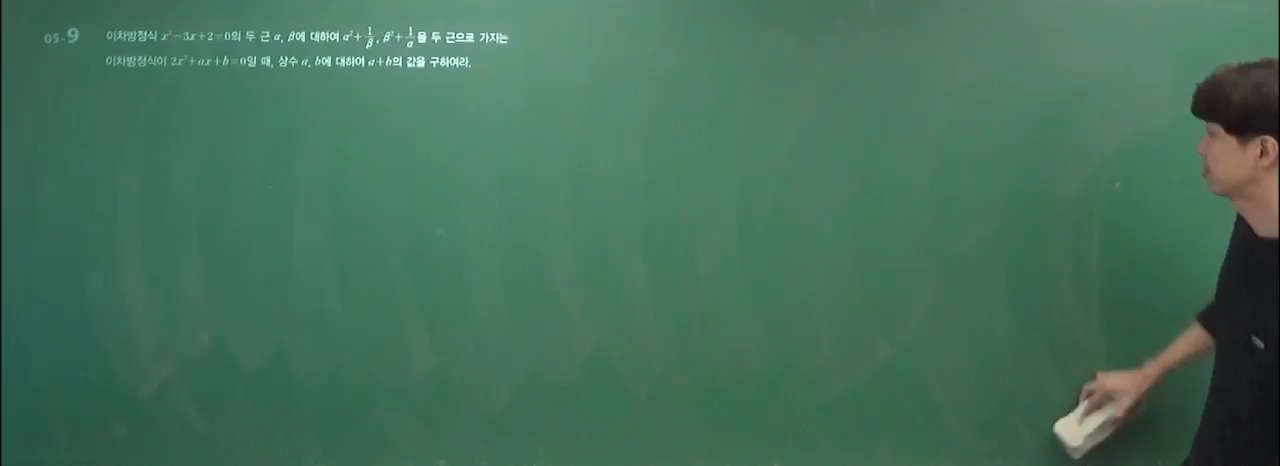 05-9 이차방정식 x²-3x+2=0의 두 근 α, β에 대하여 α²+1/β, β²+1/α을 두 근으로 가지는
이차방정식이 2x²+ax+b=0일 때, 상수 a, b에 대하여 a+b의 값을 구하여라.